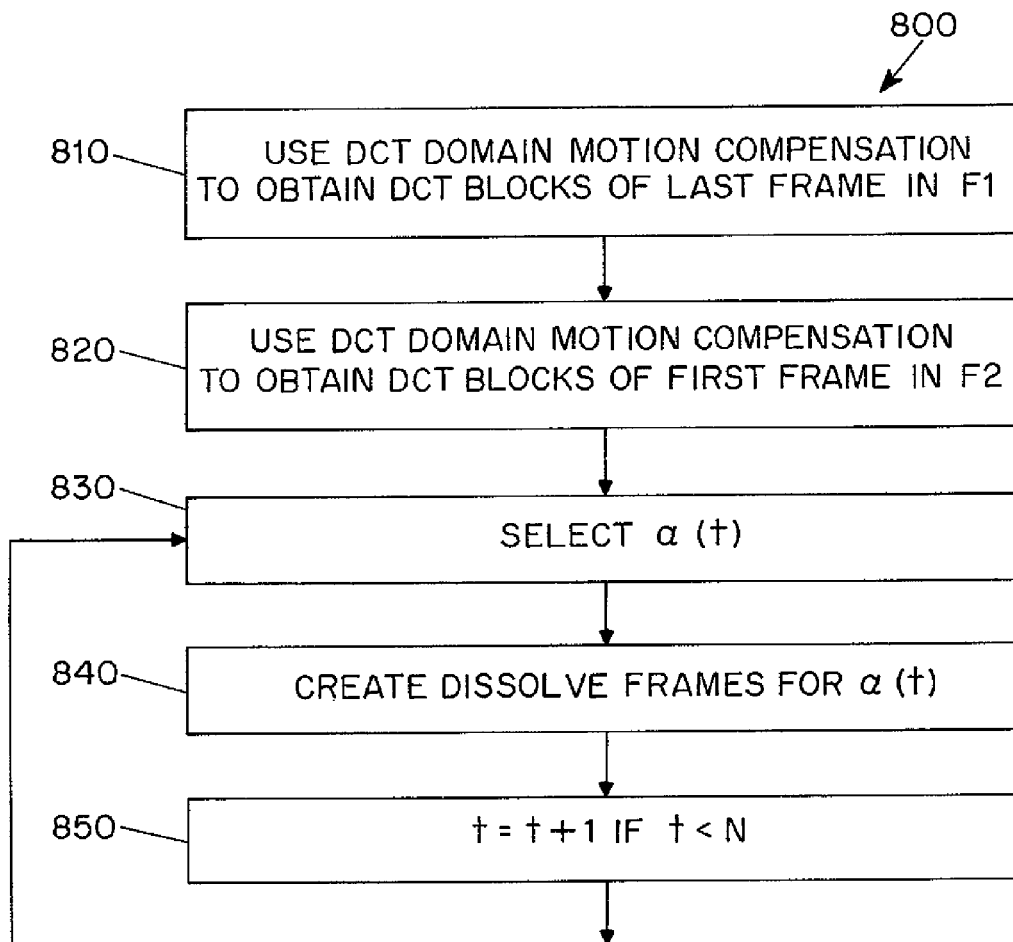 800
810
USE DCT DOMAIN MOTION COMPENSATION
TO OBTAIN DCT BLOCKS OF LAST FRAME IN F1
820
USE DCT DOMAIN MOTION COMPENSATION
TO OBTAIN DCT BLOCKS OF FIRST FRAME IN F2
830
SELECT α (t)
840
CREATE DISSOLVE FRAMES FOR α (t)
850
t = t + 1 IF t < N